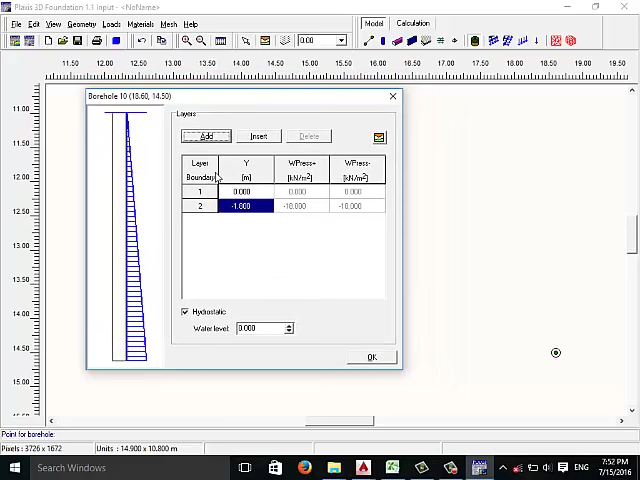 Plaxis 3D Foundation 1.1 Input - <NoName>
File Edit View Geometry Loads Materials Mesh Help
Model Calculation
0.00
11.50 12.00 12.50 13.00 13.50 14.00 14.50 15.00 15.50 16.00 16.50 17.00 17.50 18.00 18.50 19.00 19.50
11.00
11.50
12.00
12.50
13.00
13.50
14.00
14.50
15.00
15.50
Borehole 10 (18.60, 14.50)
Layers
Add Insert Delete
Layer Y WPress+ WPress-
Boundary [m] [kN/m²] [kN/m²]
1 0.000 0.000 0.000
2 -1.800 -18.000 -10.000
Hydrostatic
Water level: 0.000
OK
Point for borehole:
Pixels : 3726 x 1672 Units : 14.900 x 10.800 m
Search Windows
ENG
7:52 PM
7/15/2016